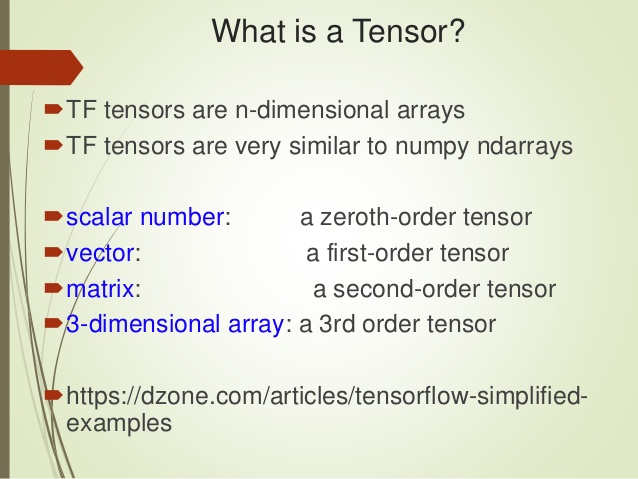 What is a Tensor?
TF tensors are n-dimensional arrays
TF tensors are very similar to numpy ndarrays
scalar number: a zeroth-order tensor
vector: a first-order tensor
matrix: a second-order tensor
3-dimensional array: a 3rd order tensor
https://dzone.com/articles/tensorflow-simplified-
examples